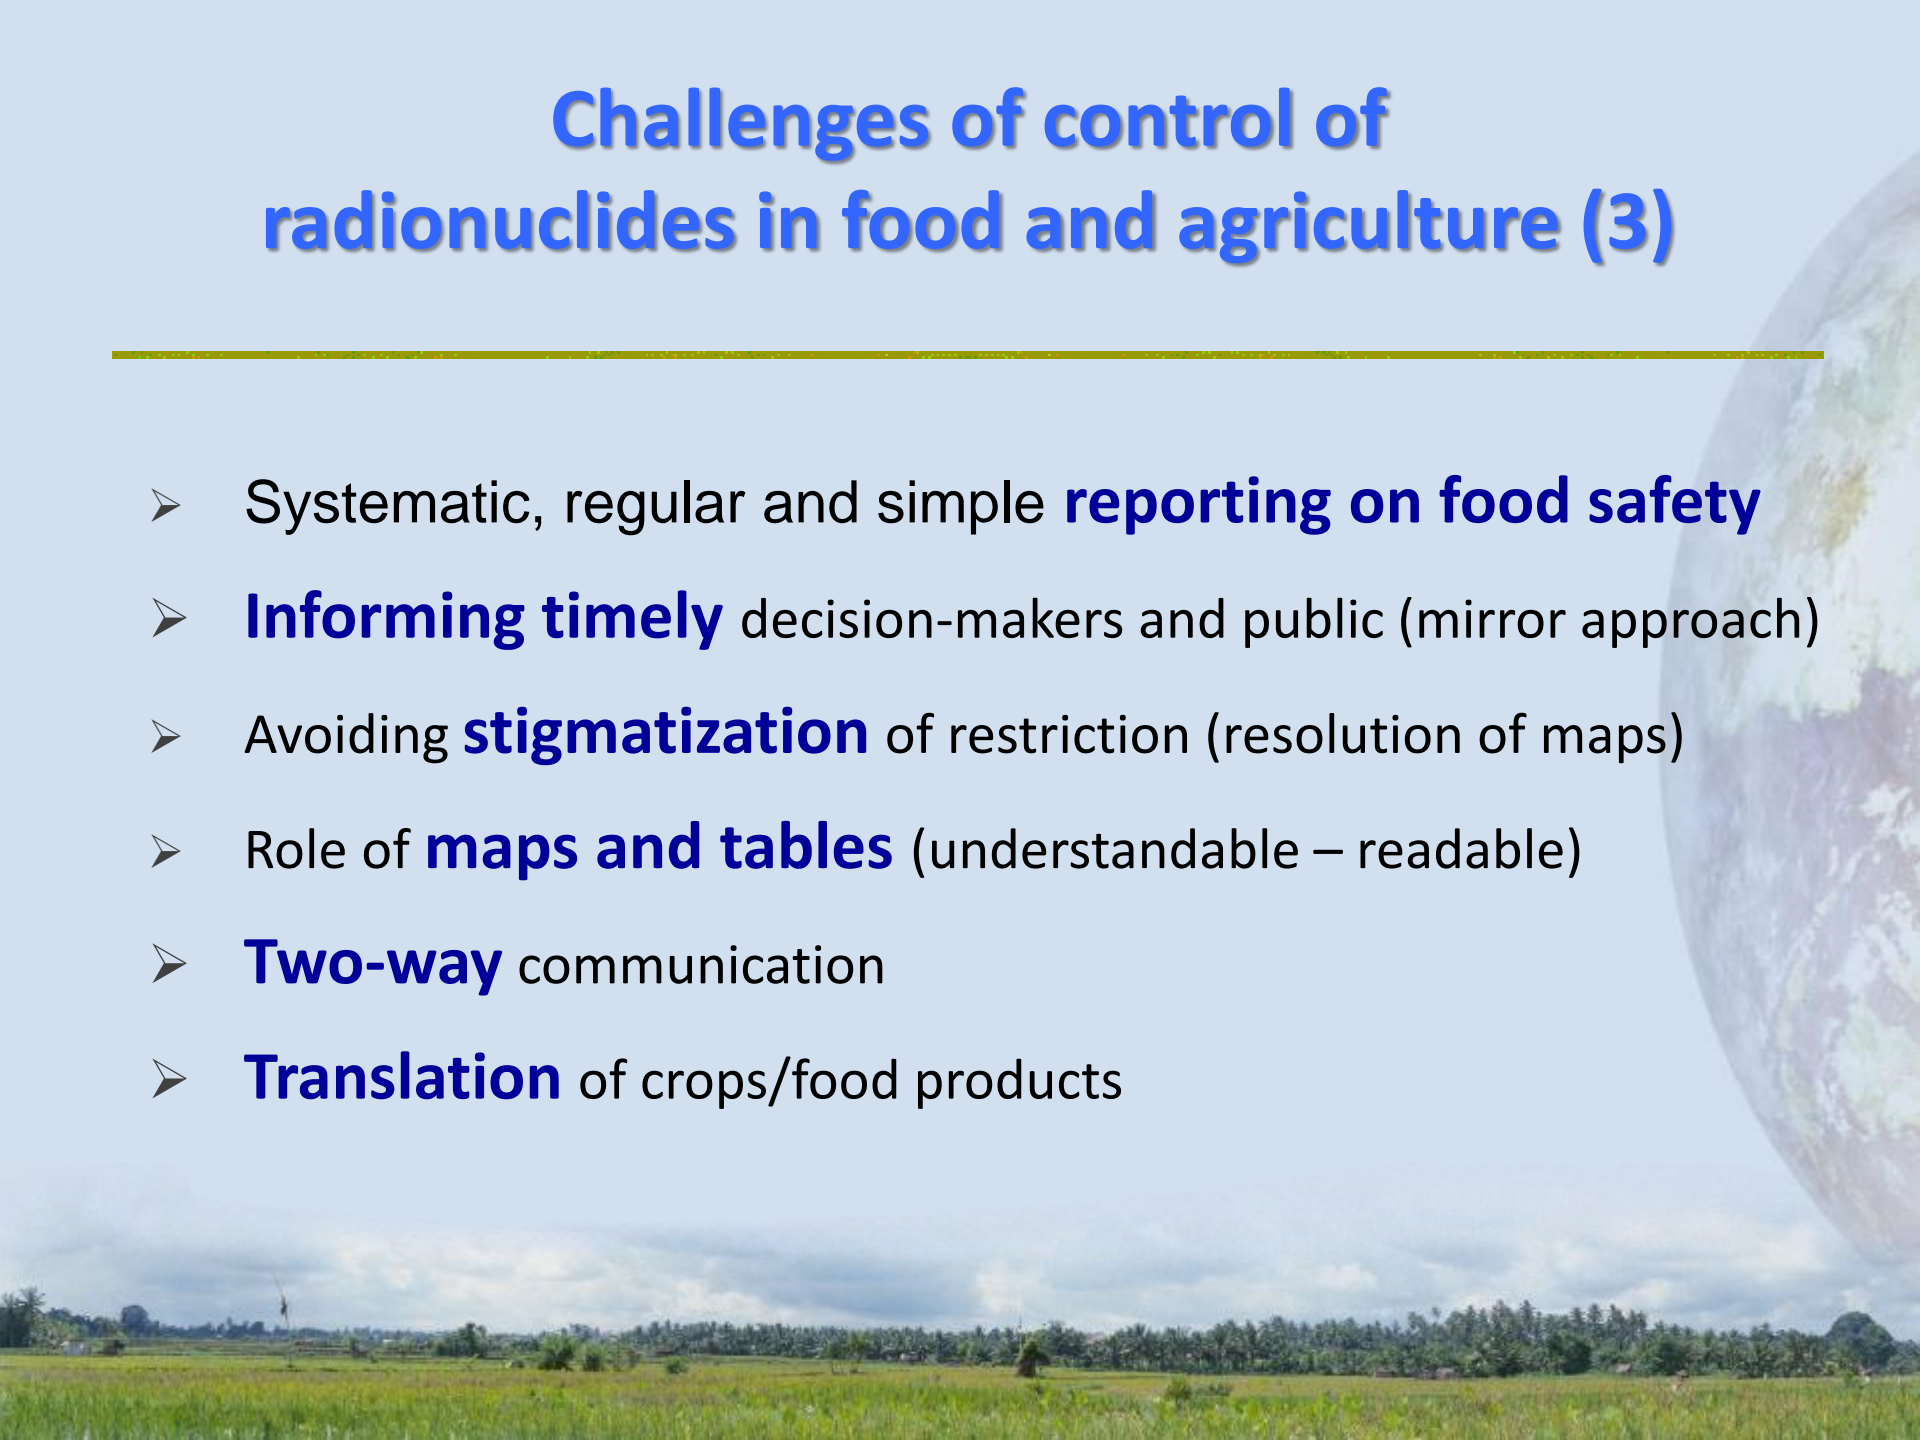 Challenges of control of
radionuclides in food and agriculture (3)
Systematic, regular and simple reporting on food safety
Informing timely decision-makers and public (mirror approach)
Avoiding stigmatization of restriction (resolution of maps)
Role of maps and tables (understandable – readable)
Two-way communication
Translation of crops/food products